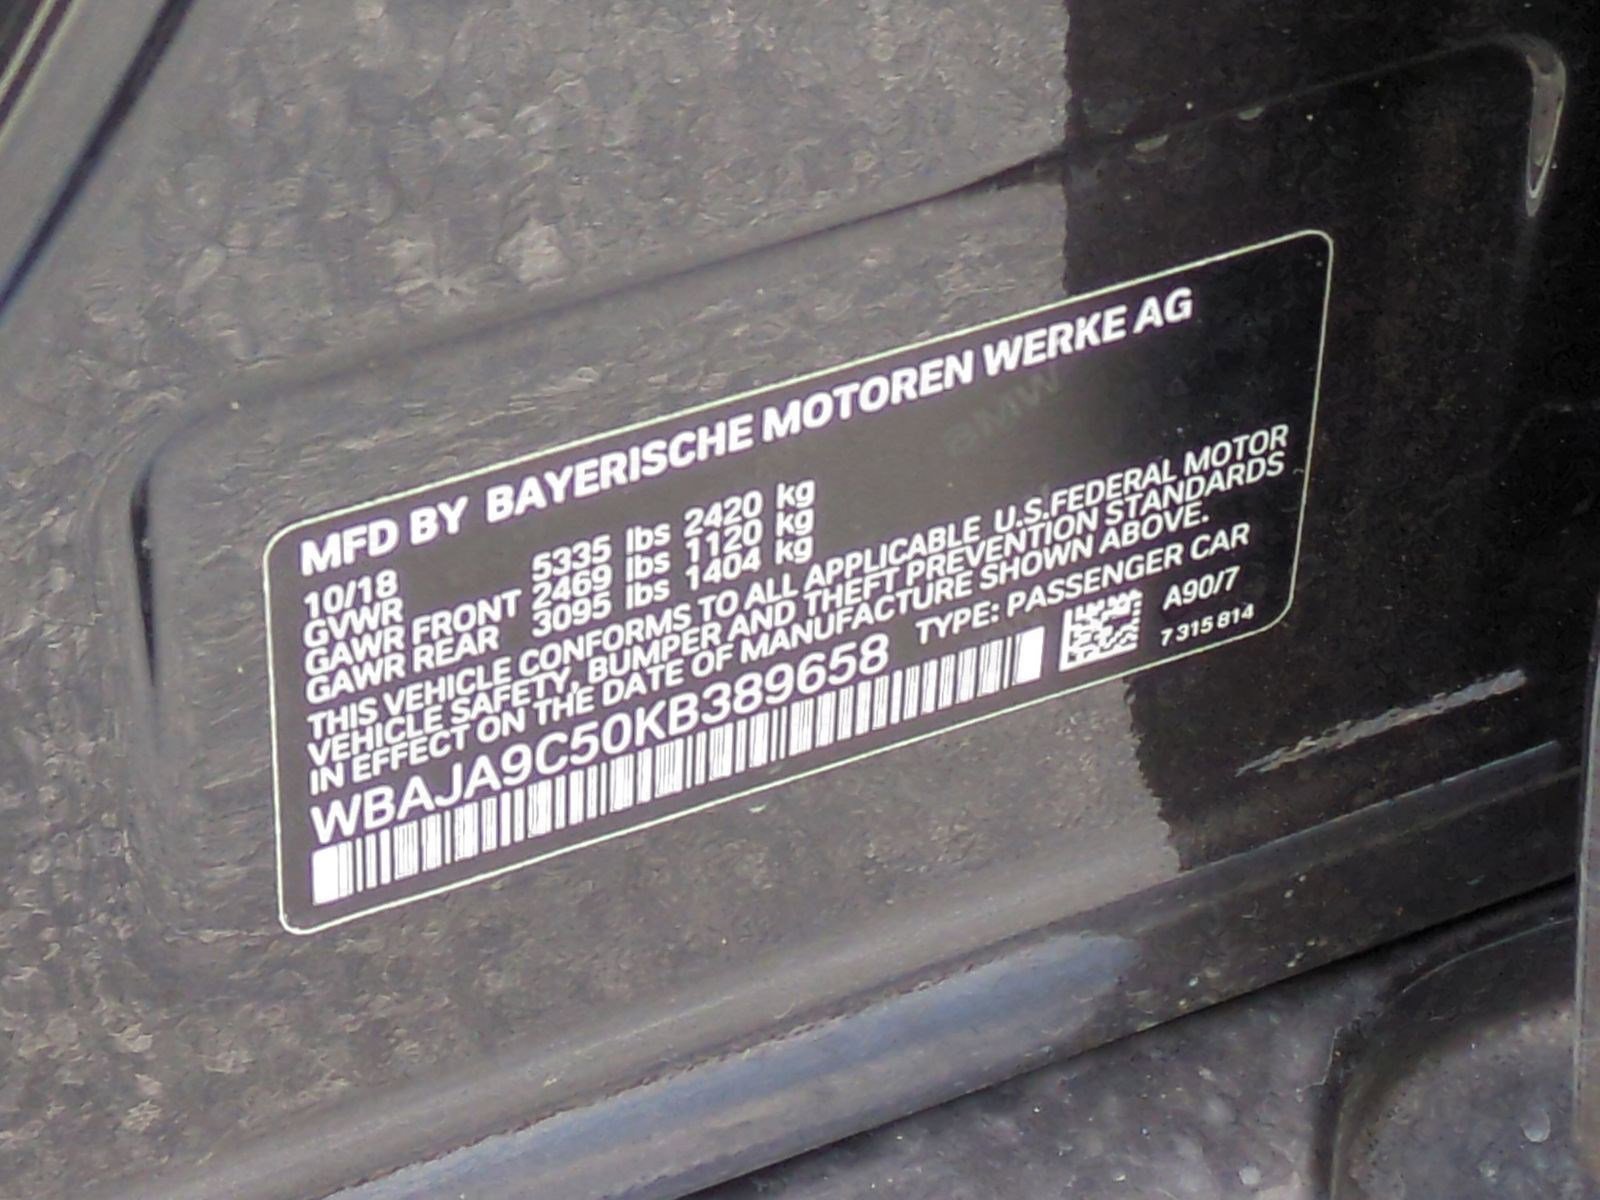 MFD BY BAYERISCHE MOTOREN WERKE AG
BMW
10/18
GVWR 5335 lbs 2420 kg
GAWR FRONT 2469 lbs 1120 kg
GAWR REAR 3095 lbs 1404 kg
THIS VEHICLE CONFORMS TO ALL APPLICABLE U.S.FEDERAL MOTOR
VEHICLE SAFETY, BUMPER AND THEFT PREVENTION STANDARDS
IN EFFECT ON THE DATE OF MANUFACTURE SHOWN ABOVE.
WBAJA9C50KB389658 TYPE: PASSENGER CAR
A90/7
7 315 814